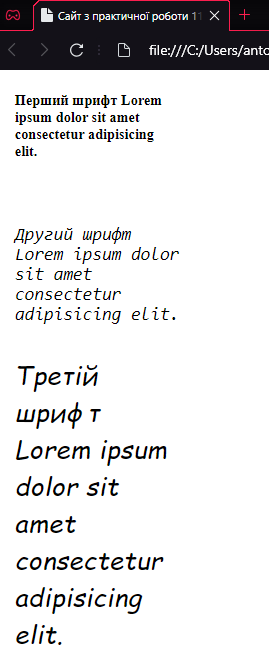 Сайт з практичної роботи 11
file:///C:/Users/anto
Перший шрифт Lorem
ipsum dolor sit amet
consectetur adipisicing
elit.
Другий шрифт
Lorem ipsum dolor
sit amet
consectetur
adipisicing elit.
Третій
шрифт
Lorem ipsum
dolor sit
amet
consectetur
adipisicing
elit.